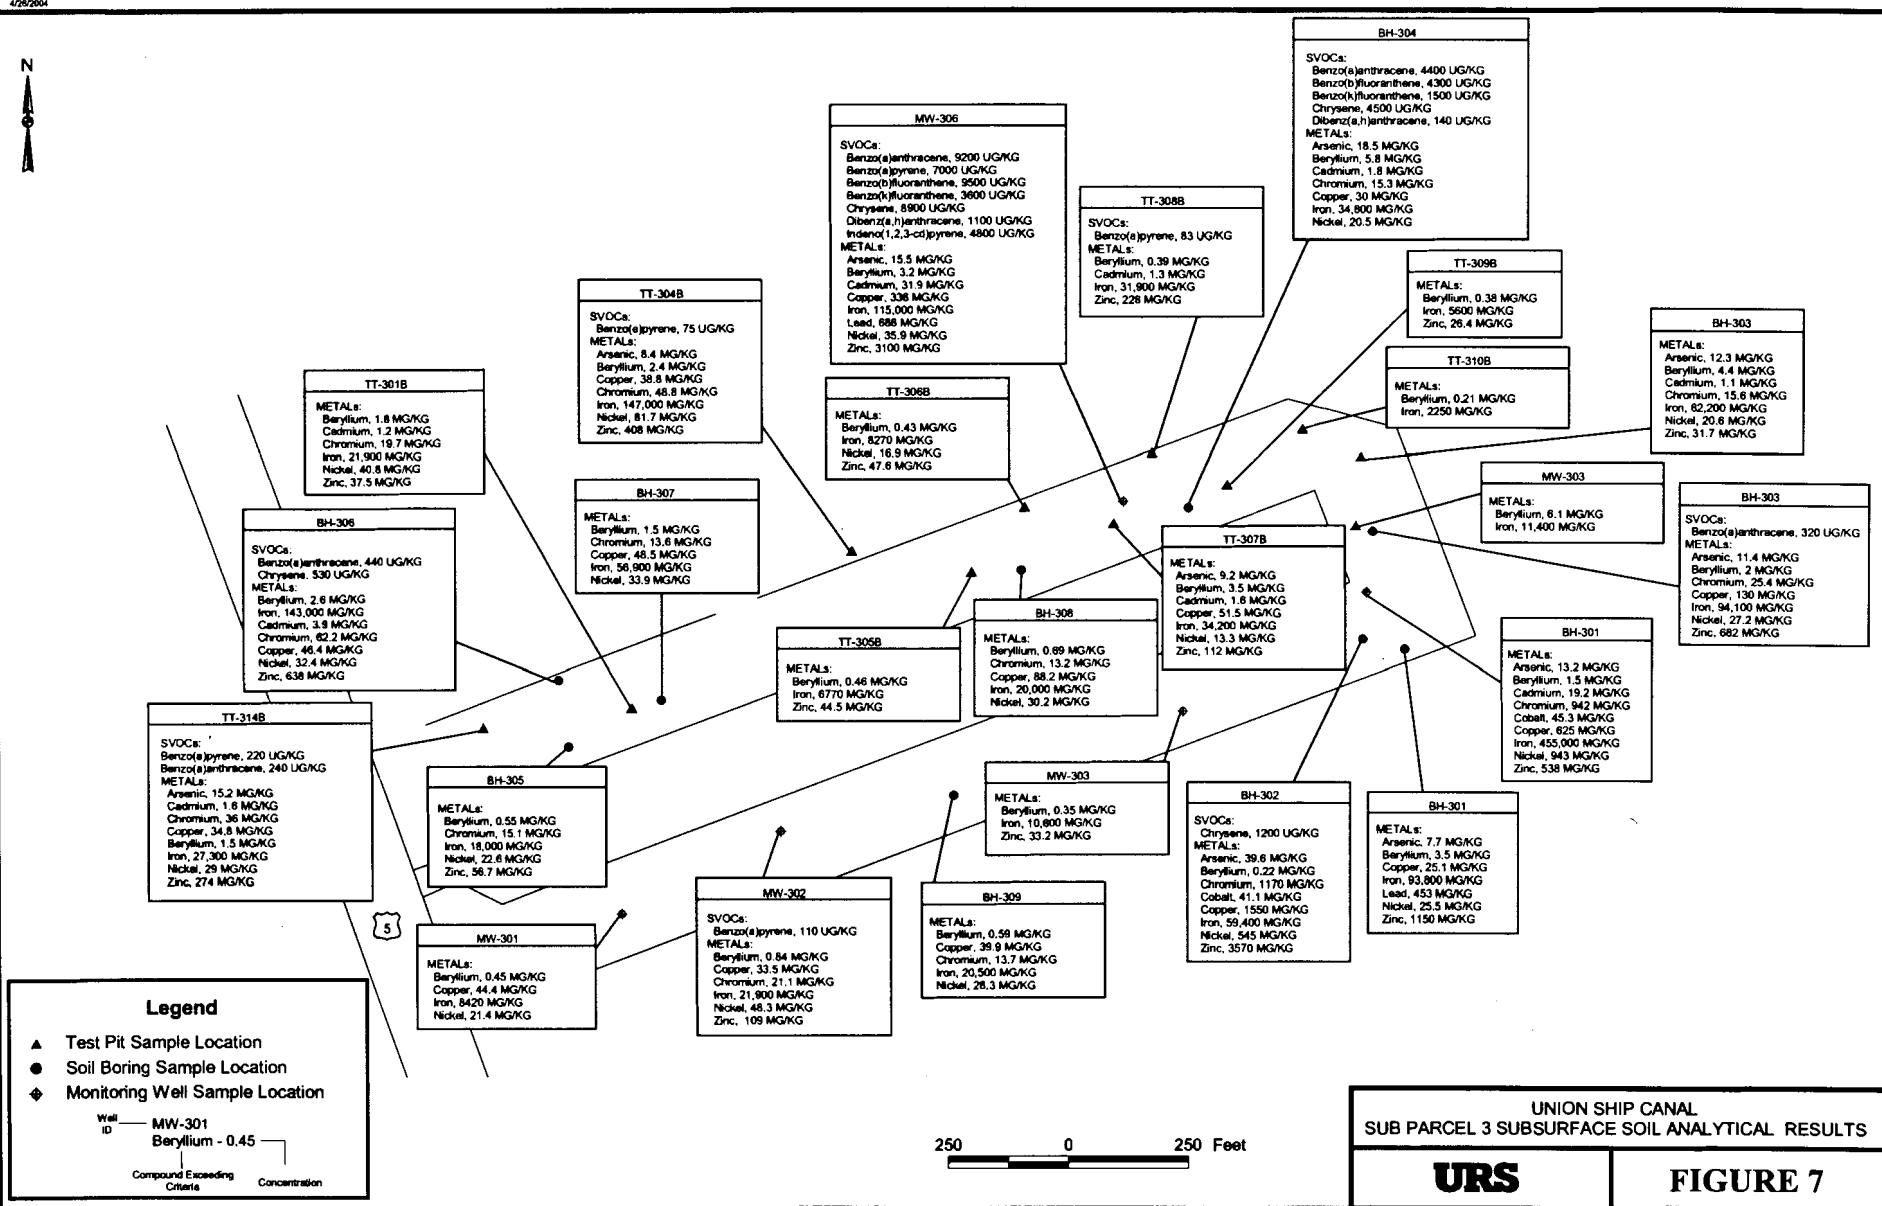 4/26/2004
N
BH-304
SVOCs:
Benzo(a)anthracene, 4400 UG/KG
Benzo(b)fluoranthene, 4300 UG/KG
Benzo(k)fluoranthene, 1500 UG/KG
Chrysene, 4500 UG/KG
Dibenz(a,h)anthracene, 140 UG/KG
METALs:
Arsenic, 18.5 MG/KG
Beryllium, 5.8 MG/KG
Cadmium, 1.8 MG/KG
Chromium, 15.3 MG/KG
Copper, 30 MG/KG
Iron, 34,800 MG/KG
Nickel, 20.5 MG/KG
MW-306
SVOCs:
Benzo(a)anthracene, 9200 UG/KG
Benzo(a)pyrene, 7000 UG/KG
Benzo(b)fluoranthene, 9500 UG/KG
Benzo(k)fluoranthene, 3600 UG/KG
Chrysene, 8900 UG/KG
Dibenz(a,h)anthracene, 1100 UG/KG
Indeno(1,2,3-cd)pyrene, 4800 UG/KG
METALs:
Arsenic, 15.5 MG/KG
Beryllium, 3.2 MG/KG
Cadmium, 31.9 MG/KG
Copper, 336 MG/KG
Iron, 115,000 MG/KG
Lead, 686 MG/KG
Nickel, 35.9 MG/KG
Zinc, 3100 MG/KG
TT-308B
SVOCs:
Benzo(a)pyrene, 83 UG/KG
METALs:
Beryllium, 0.39 MG/KG
Cadmium, 1.3 MG/KG
Iron, 31,900 MG/KG
Zinc, 228 MG/KG
TT-309B
METALs:
Beryllium, 0.38 MG/KG
Iron, 5600 MG/KG
Zinc, 26.4 MG/KG
TT-304B
SVOCs:
Benzo(a)pyrene, 75 UG/KG
METALs:
Arsenic, 8.4 MG/KG
Beryllium, 2.4 MG/KG
Copper, 38.8 MG/KG
Chromium, 48.8 MG/KG
Iron, 147,000 MG/KG
Nickel, 81.7 MG/KG
Zinc, 408 MG/KG
BH-303
METALs:
Arsenic, 12.3 MG/KG
Beryllium, 4.4 MG/KG
Cadmium, 1.1 MG/KG
Chromium, 15.6 MG/KG
Iron, 62,200 MG/KG
Nickel, 20.6 MG/KG
Zinc, 31.7 MG/KG
TT-310B
METALs:
Beryllium, 0.21 MG/KG
Iron, 2250 MG/KG
TT-301B
METALs:
Beryllium, 1.8 MG/KG
Cadmium, 1.2 MG/KG
Chromium, 19.7 MG/KG
Iron, 21,900 MG/KG
Nickel, 40.8 MG/KG
Zinc, 37.5 MG/KG
TT-306B
METALs:
Beryllium, 0.43 MG/KG
Iron, 8270 MG/KG
Nickel, 16.9 MG/KG
Zinc, 47.6 MG/KG
MW-303
METALs:
Beryllium, 6.1 MG/KG
Iron, 11,400 MG/KG
BH-307
METALs:
Beryllium, 1.5 MG/KG
Chromium, 13.6 MG/KG
Copper, 48.5 MG/KG
Iron, 56,900 MG/KG
Nickel, 33.9 MG/KG
BH-303
SVOCs:
Benzo(a)anthracene, 320 UG/KG
METALs:
Arsenic, 11.4 MG/KG
Beryllium, 2 MG/KG
Chromium, 25.4 MG/KG
Copper, 130 MG/KG
Iron, 94,100 MG/KG
Nickel, 27.2 MG/KG
Zinc, 682 MG/KG
BH-306
SVOCs:
Benzo(a)anthracene, 440 UG/KG
Chrysene, 530 UG/KG
METALs:
Beryllium, 2.6 MG/KG
Iron, 143,000 MG/KG
Cadmium, 3.9 MG/KG
Chromium, 62.2 MG/KG
Copper, 46.4 MG/KG
Nickel, 32.4 MG/KG
Zinc, 638 MG/KG
TT-307B
METALs:
Arsenic, 9.2 MG/KG
Beryllium, 3.5 MG/KG
Cadmium, 1.6 MG/KG
Copper, 51.5 MG/KG
Iron, 34,200 MG/KG
Nickel, 13.3 MG/KG
Zinc, 112 MG/KG
BH-308
METALs:
Beryllium, 0.69 MG/KG
Chromium, 13.2 MG/KG
Copper, 88.2 MG/KG
Iron, 20,000 MG/KG
Nickel, 30.2 MG/KG
TT-305B
METALs:
Beryllium, 0.46 MG/KG
Iron, 6770 MG/KG
Zinc, 44.5 MG/KG
BH-301
METALs:
Arsenic, 13.2 MG/KG
Beryllium, 1.5 MG/KG
Cadmium, 19.2 MG/KG
Chromium, 942 MG/KG
Cobalt, 45.3 MG/KG
Copper, 625 MG/KG
Iron, 455,000 MG/KG
Nickel, 943 MG/KG
Zinc, 538 MG/KG
TT-314B
SVOCs:
Benzo(a)pyrene, 220 UG/KG
Benzo(a)anthracene, 240 UG/KG
METALs:
Arsenic, 15.2 MG/KG
Cadmium, 1.6 MG/KG
Chromium, 36 MG/KG
Copper, 34.8 MG/KG
Beryllium, 1.5 MG/KG
Iron, 27,300 MG/KG
Nickel, 29 MG/KG
Zinc, 274 MG/KG
BH-305
METALs:
Beryllium, 0.55 MG/KG
Chromium, 15.1 MG/KG
Iron, 18,000 MG/KG
Nickel, 22.6 MG/KG
Zinc, 56.7 MG/KG
MW-303
METALs:
Beryllium, 0.35 MG/KG
Iron, 10,600 MG/KG
Zinc, 33.2 MG/KG
BH-302
SVOCs:
Chrysene, 1200 UG/KG
METALs:
Arsenic, 39.6 MG/KG
Beryllium, 0.22 MG/KG
Chromium, 1170 MG/KG
Cobalt, 41.1 MG/KG
Copper, 1550 MG/KG
Iron, 59,400 MG/KG
Nickel, 545 MG/KG
Zinc, 3570 MG/KG
BH-301
METALs:
Arsenic, 7.7 MG/KG
Beryllium, 3.5 MG/KG
Copper, 25.1 MG/KG
Iron, 93,800 MG/KG
Lead, 453 MG/KG
Nickel, 25.5 MG/KG
Zinc, 1150 MG/KG
MW-302
SVOCs:
Benzo(a)pyrene, 110 UG/KG
METALs:
Beryllium, 0.84 MG/KG
Copper, 33.5 MG/KG
Chromium, 21.1 MG/KG
Iron, 21,900 MG/KG
Nickel, 48.3 MG/KG
Zinc, 109 MG/KG
BH-309
METALs:
Beryllium, 0.59 MG/KG
Copper, 39.9 MG/KG
Chromium, 13.7 MG/KG
Iron, 20,500 MG/KG
Nickel, 28.3 MG/KG
5
MW-301
METALs:
Beryllium, 0.45 MG/KG
Copper, 44.4 MG/KG
Iron, 8420 MG/KG
Nickel, 21.4 MG/KG
Legend
Test Pit Sample Location
Soil Boring Sample Location
Monitoring Well Sample Location
Well ID
MW-301
Beryllium - 0.45
Compound Exceeding
Criteria
Concentration
250 0 250 Feet
UNION SHIP CANAL
SUB PARCEL 3 SUBSURFACE SOIL ANALYTICAL RESULTS
URS
FIGURE 7